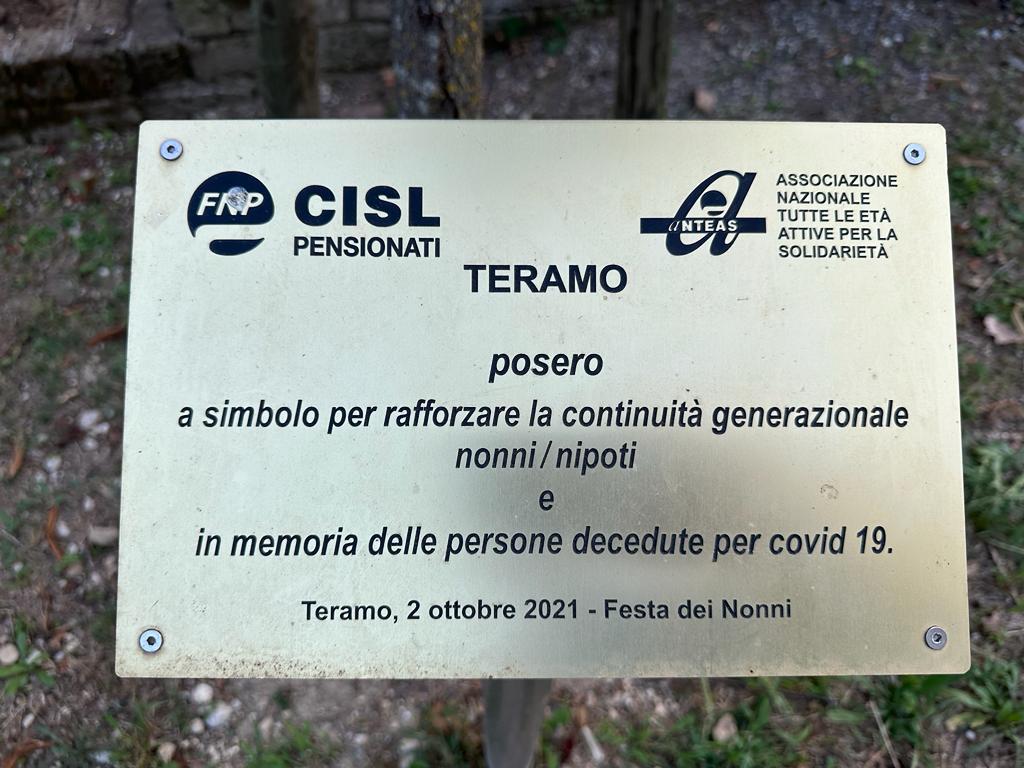 FNP CISL
PENSIONATI
aNTEAS
ASSOCIAZIONE
NAZIONALE
TUTTE LE ETÀ
ATTIVE PER LA
SOLIDARIETÀ
TERAMO
posero
a simbolo per rafforzare la continuità generazionale
nonni / nipoti
e
in memoria delle persone decedute per covid 19.
Teramo, 2 ottobre 2021 - Festa dei Nonni